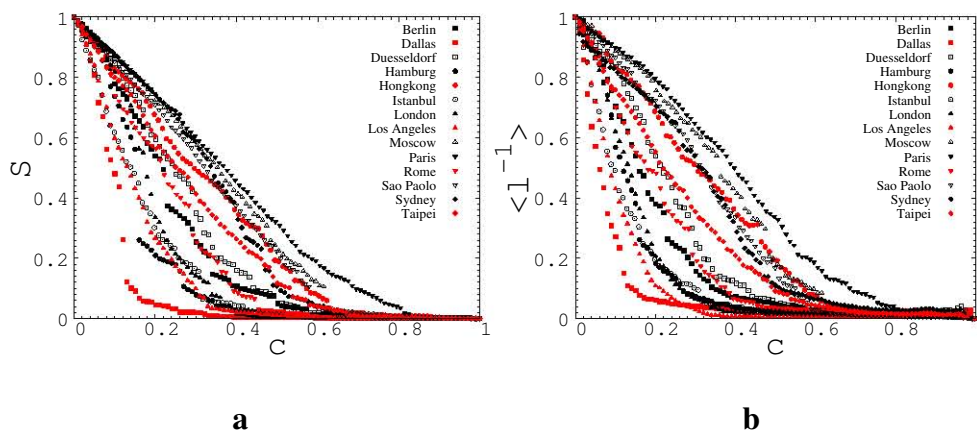 1
0.8
0.6
0.4
0.2
0
S
0
0.2
0.4
0.6
0.8
1
C
Berlin
Dallas
Duesseldorf
Hamburg
Hongkong
Istanbul
London
Los Angeles
Moscow
Paris
Rome
Sao Paolo
Sydney
Taipei
a
1
0.8
0.6
0.4
0.2
0
<l⁻¹>
0
0.2
0.4
0.6
0.8
C
Berlin
Dallas
Duesseldorf
Hamburg
Hongkong
Istanbul
London
Los Angeles
Moscow
Paris
Rome
Sao Paolo
Sydney
Taipei
b